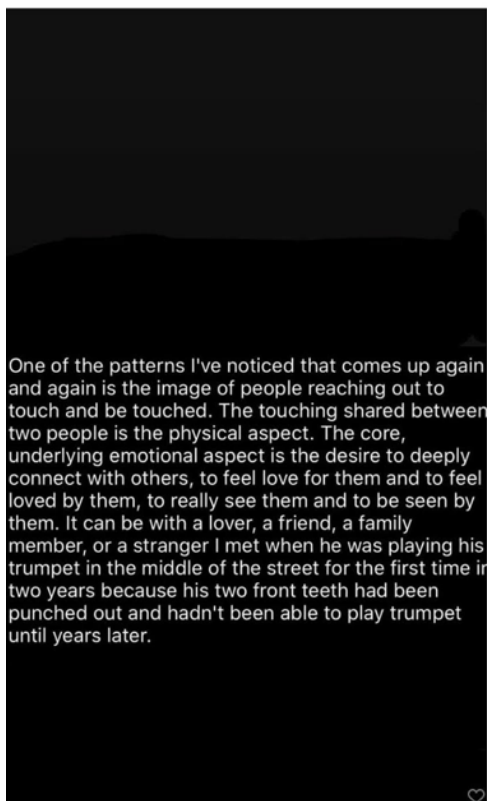 One of the patterns I've noticed that comes up again
and again is the image of people reaching out to
touch and be touched. The touching shared between
two people is the physical aspect. The core,
underlying emotional aspect is the desire to deeply
connect with others, to feel love for them and to feel
loved by them, to really see them and to be seen by
them. It can be with a lover, a friend, a family
member, or a stranger I met when he was playing his
trumpet in the middle of the street for the first time in
two years because his two front teeth had been
punched out and hadn't been able to play trumpet
until years later.